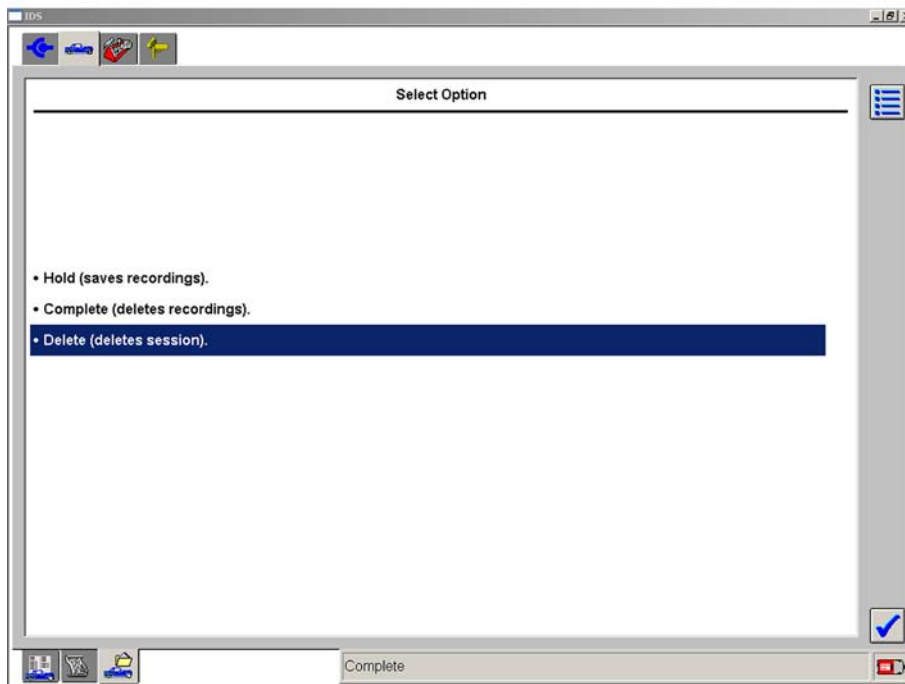 IDS
Select Option
• Hold (saves recordings).
• Complete (deletes recordings).
• Delete (deletes session).
Complete